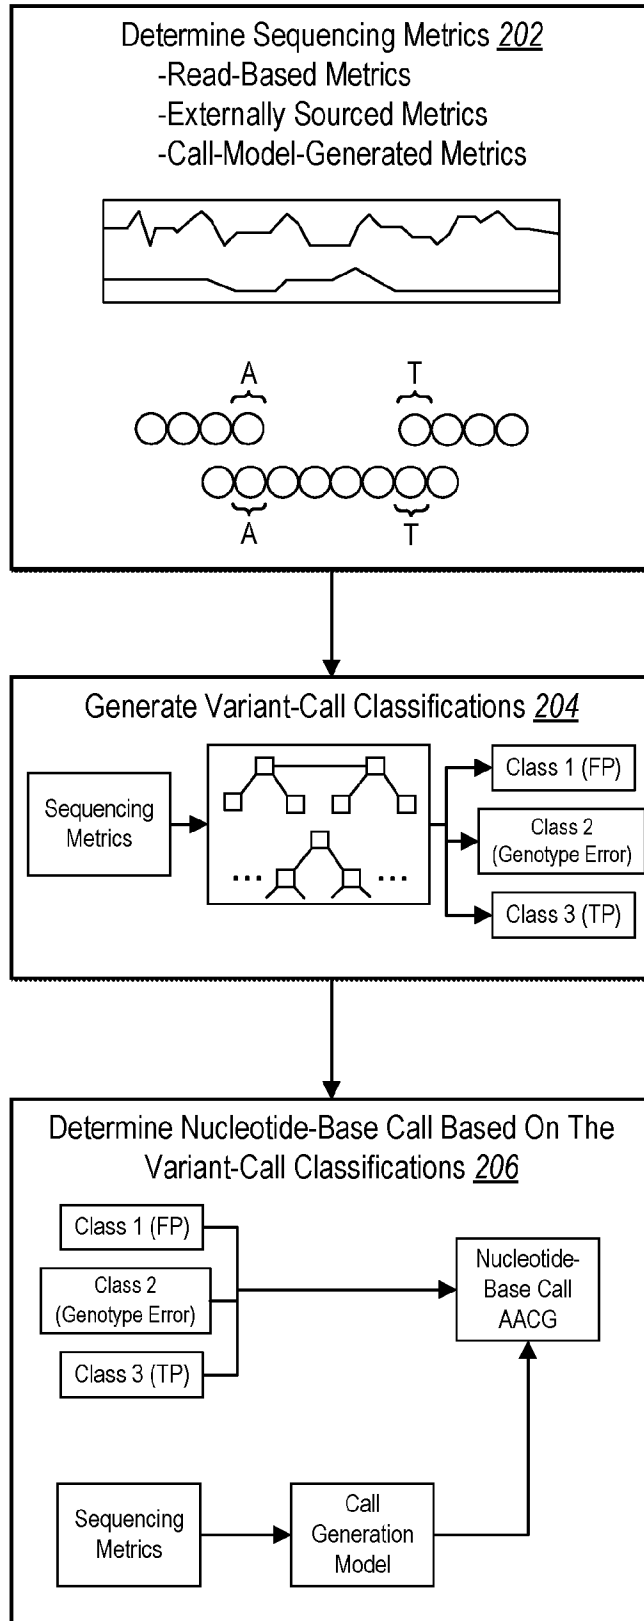 Determine Sequencing Metrics 202
-Read-Based Metrics
-Externally Sourced Metrics
-Call-Model-Generated Metrics
A
T
A
T
Generate Variant-Call Classifications 204
Sequencing
Metrics
Class 1 (FP)
Class 2
(Genotype Error)
Class 3 (TP)
Determine Nucleotide-Base Call Based On The
Variant-Call Classifications 206
Class 1 (FP)
Class 2
(Genotype Error)
Class 3 (TP)
Nucleotide-
Base Call
AACG
Sequencing
Metrics
Call
Generation
Model